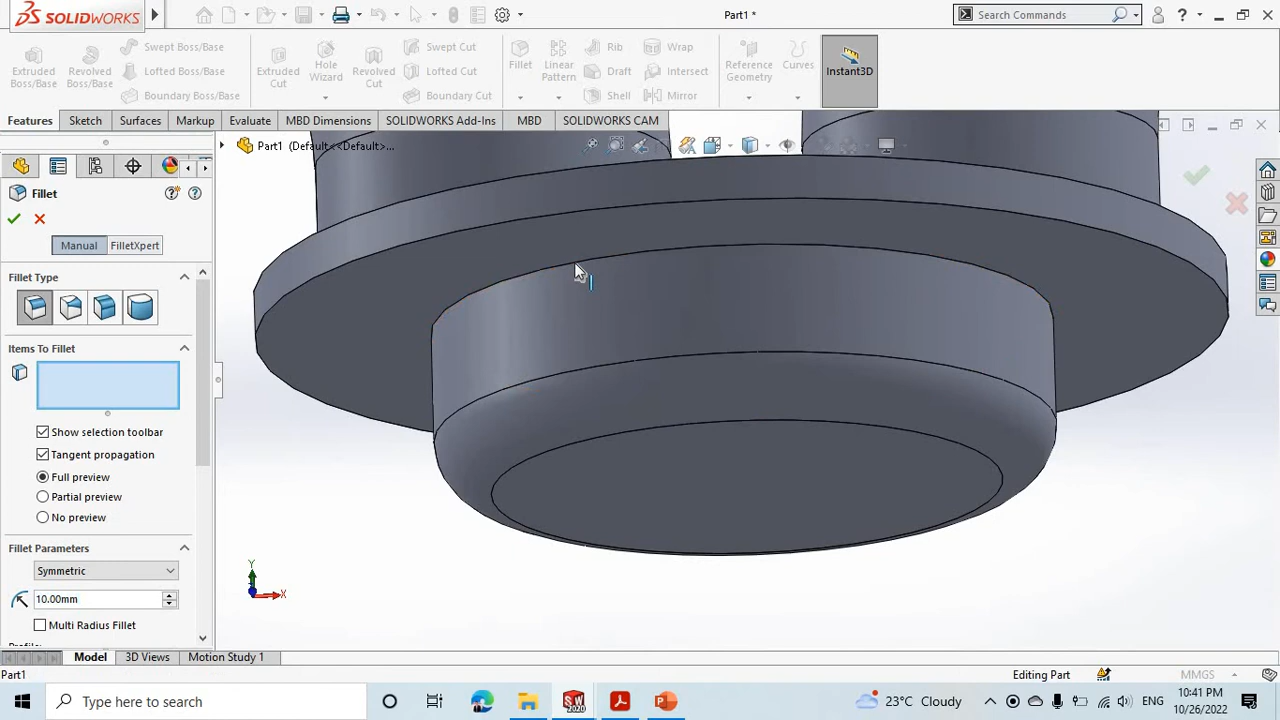 SOLIDWORKS
Part1 *
Search Commands
Extruded Boss/Base
Revolved Boss/Base
Swept Boss/Base
Lofted Boss/Base
Boundary Boss/Base
Extruded Cut
Hole Wizard
Revolved Cut
Swept Cut
Lofted Cut
Boundary Cut
Fillet
Linear Pattern
Rib
Draft
Shell
Wrap
Intersect
Mirror
Reference Geometry
Curves
Instant3D
Features
Sketch
Surfaces
Markup
Evaluate
MBD Dimensions
SOLIDWORKS Add-Ins
MBD
SOLIDWORKS CAM
Part1 (Default<<Default>...
Fillet
Manual
FilletXpert
Fillet Type
Items To Fillet
Show selection toolbar
Tangent propagation
Full preview
Partial preview
No preview
Fillet Parameters
Symmetric
10.00mm
Multi Radius Fillet
Y
X
Model
3D Views
Motion Study 1
Part1
Editing Part
MMGS
Type here to search
SW
2020
23°C Cloudy
ENG
10:41 PM
10/26/2022